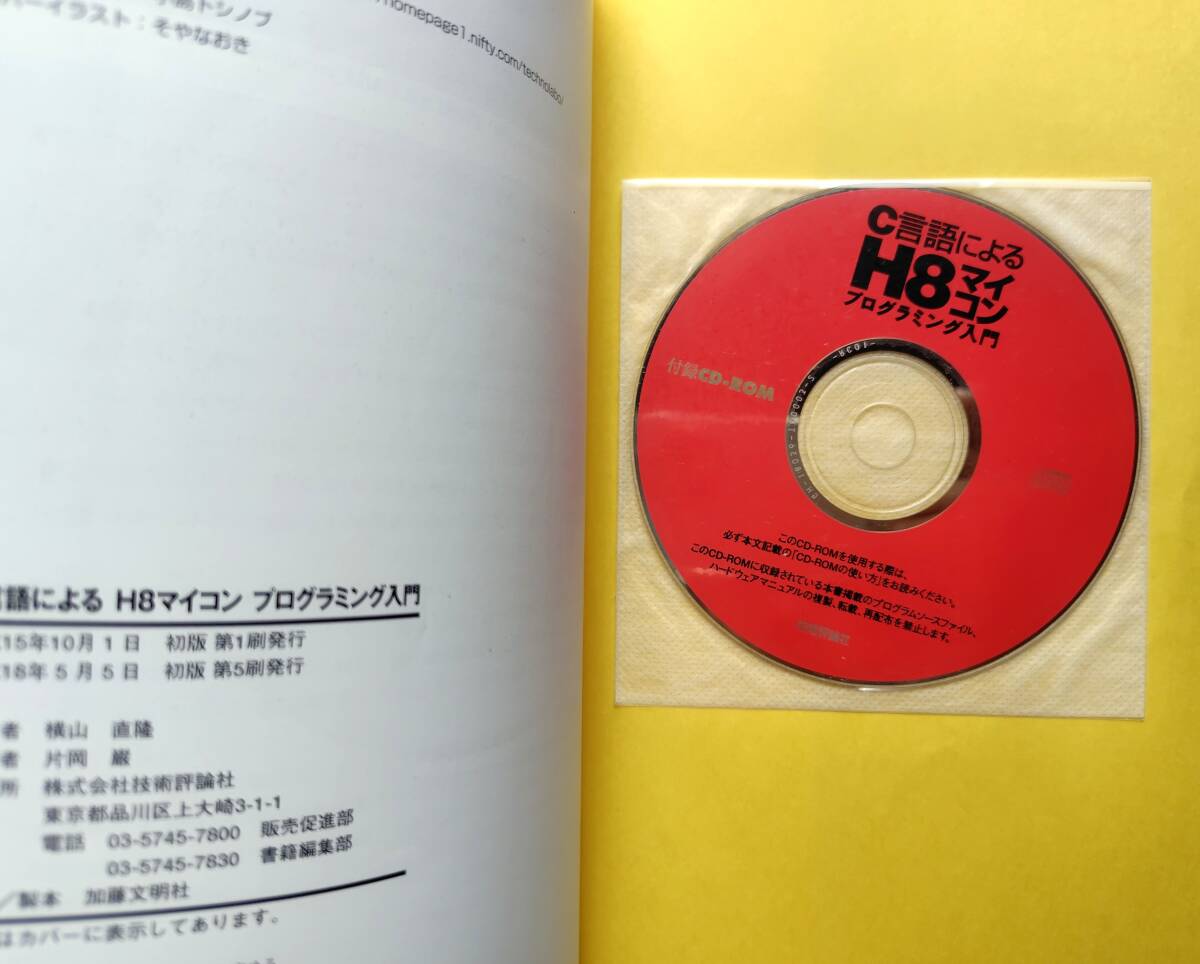 トシノブ
ーイラスト：そやなおき
homepage1.nifty.com/technolabo/
言語による H8マイコン プログラミング入門
15年10月1日 初版 第1刷発行
18年5月5日 初版 第5刷発行
者 横山 直隆
者 片岡 巖
所 株式会社技術評論社
東京都品川区上大崎3-1-1
電話 03-5745-7800 販売促進部
03-5745-7830 書籍編集部
／製本 加藤文明社
はカバーに表示してあります。
C言語による
H8マイコン
プログラミング入門
付録CD-ROM
このCD-ROMを使用する際は、
必ず本文記載の「CD-ROMの使い方」をお読みください。
このCD-ROMに収録されている本書掲載のプログラムソースファイル、
ハードウェアマニュアルの複製、転載、再配布を禁止します。
技術評論社